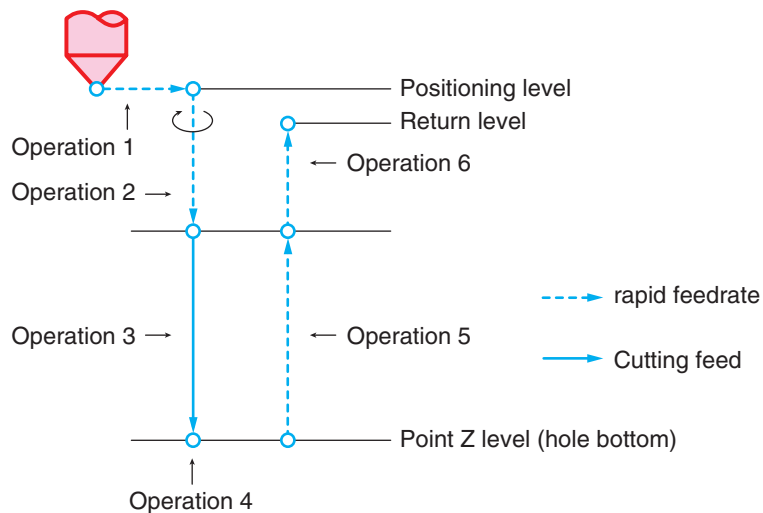 Positioning level
Return level
Operation 1
Operation 6
Operation 2
rapid feedrate
Operation 3
Operation 5
Cutting feed
Point Z level (hole bottom)
Operation 4